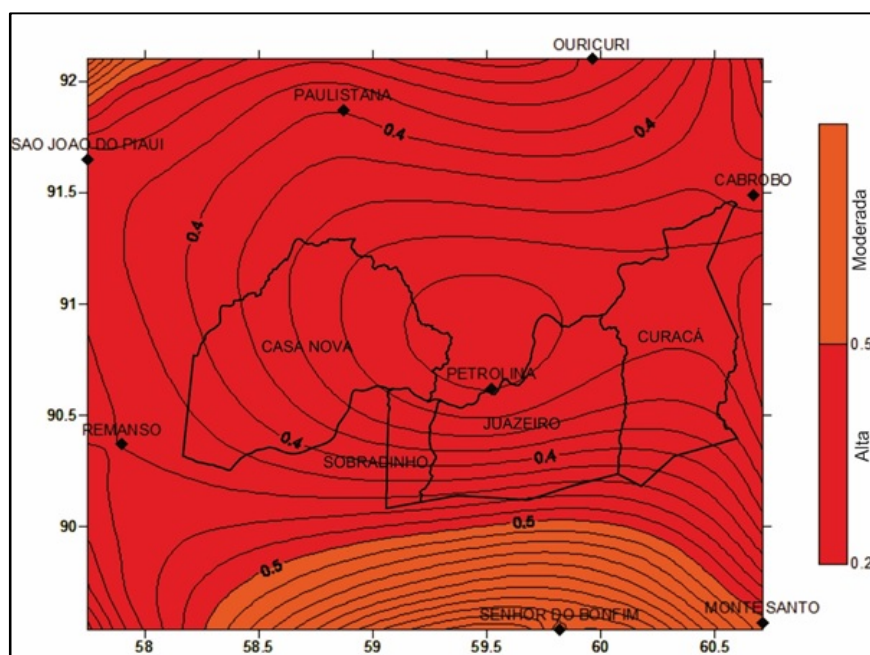 OURICURI
92
PAULISTANA
0.4
0.4
SAO JOAO DO PIAUI
91.5
CABROBO
0.4
Moderada
91
CASA NOVA
CURACÁ
0.5
PETROLINA
90.5
REMANSO
JUAZEIRO
0.4
SOBRADINHO
0.4
Alta
90
0.5
0.5
0.2
SENHOR DO BONFIM
MONTE SANTO
58
58.5
59
59.5
60
60.5